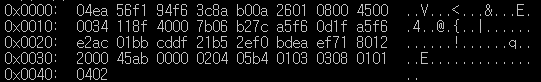 0x0000: 04ea 56f1 94f6 3c8a b00a 2601 0800 4500 ..V...<...&...E.
0x0010: 0034 118f 4000 7b06 b27c a5f6 0d1f a5f6 .4..@.{..|......
0x0020: e2ac 01bb cddf 21b5 2ef0 bdea ef71 8012 ......!......q..
0x0030: 2000 45ab 0000 0204 05b4 0103 0308 0101 ..E.............
0x0040: 0402 ..